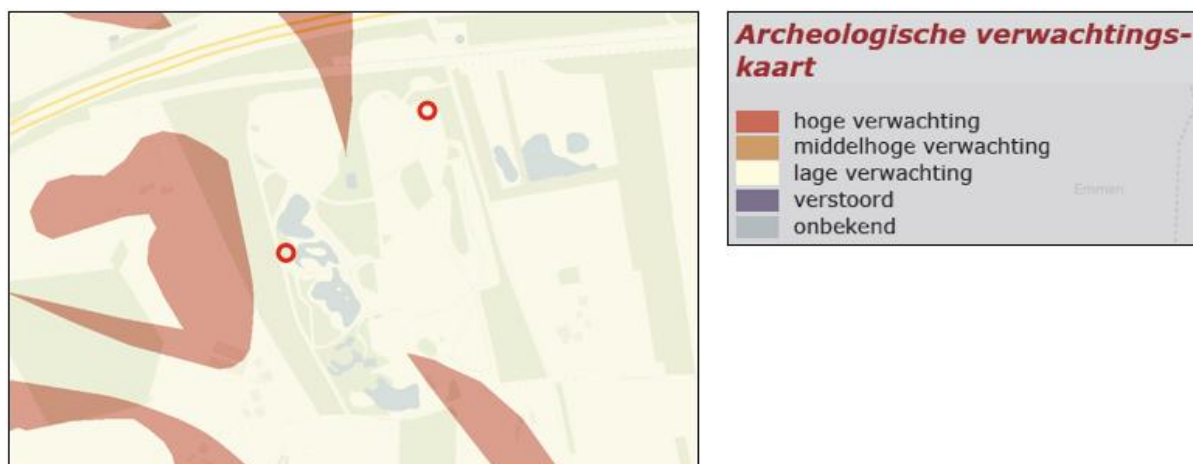 Archeologische verwachtings-
kaart
hoge verwachting
middelhoge verwachting
lage verwachting
verstoord
onbekend
Emmen